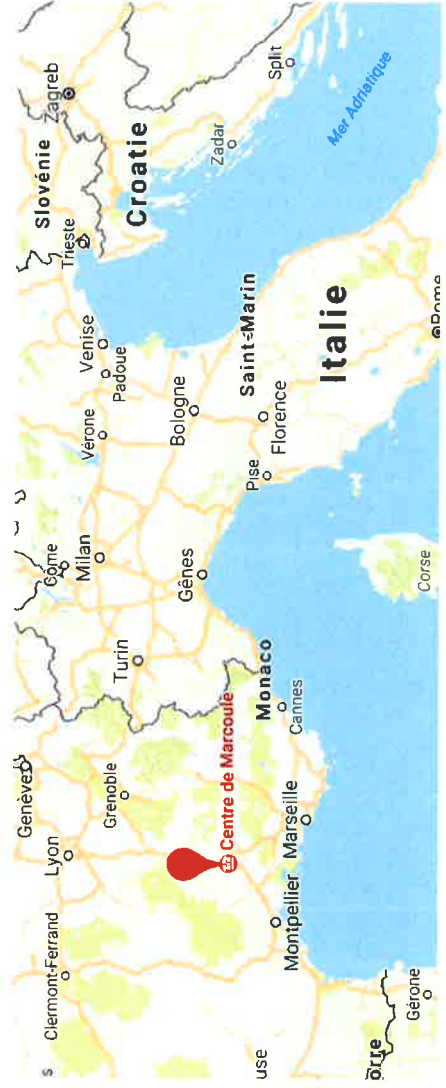 s
Clermont-Ferrand
Lyon
Genève
Côme
Slovénie
Zagreb
Trieste
Milan
Vérone
Venise
Padoue
Grenoble
Turin
Croatie
Bologne
Gênes
Centre de Marcoule
Zadar
Saint-Marin
Pise
Florence
Monaco
Cannes
use
Montpellier
Marseille
Split
Italie
Mer Adriatique
Gérone
Corse
Rome